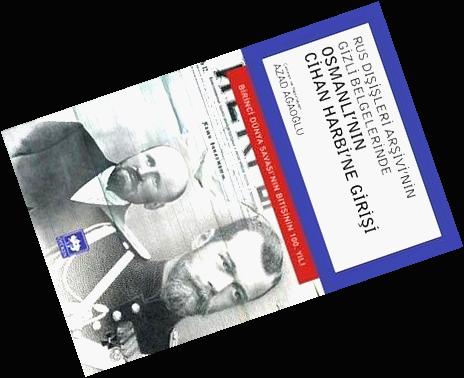 RUS DIŞİŞLERİ ARŞİVİ'NİN
GİZLİ BELGELERİNDE
OSMANLI'NIN
CİHAN HARBİ'NE GİRİŞİ
AZAD AĞAOĞLU
BİRİNCİ DÜNYA SAVAŞI'NIN BİTİŞİNİN 100. YILI